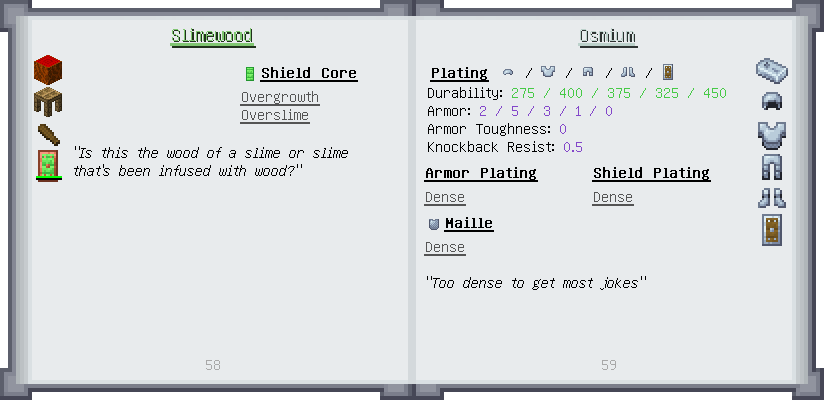 Slimewood
Shield Core
Overgrowth
Overslime
"Is this the wood of a slime or slime
that's been infused with wood?"
58
Osmium
Plating / / / /
Durability: 275 / 400 / 375 / 325 / 450
Armor: 2 / 5 / 3 / 1 / 0
Armor Toughness: 0
Knockback Resist: 0.5
Armor Plating
Dense
Shield Plating
Dense
Maille
Dense
"Too dense to get most jokes"
59